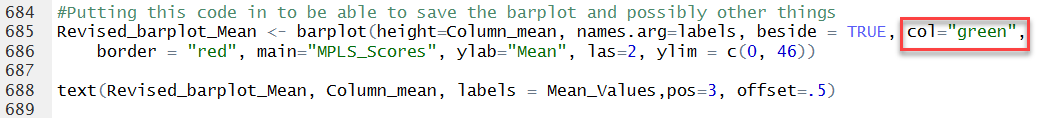 684 #Putting this code in to be able to save the barplot and possibly other things
685 Revised_barplot_Mean <- barplot(height=Column_mean, names.arg=labels, beside = TRUE, col="green",
686 border = "red", main="MPLS_Scores", ylab="Mean", las=2, ylim = c(0, 46))
687
688 text(Revised_barplot_Mean, Column_mean, labels = Mean_Values,pos=3, offset=.5)
689